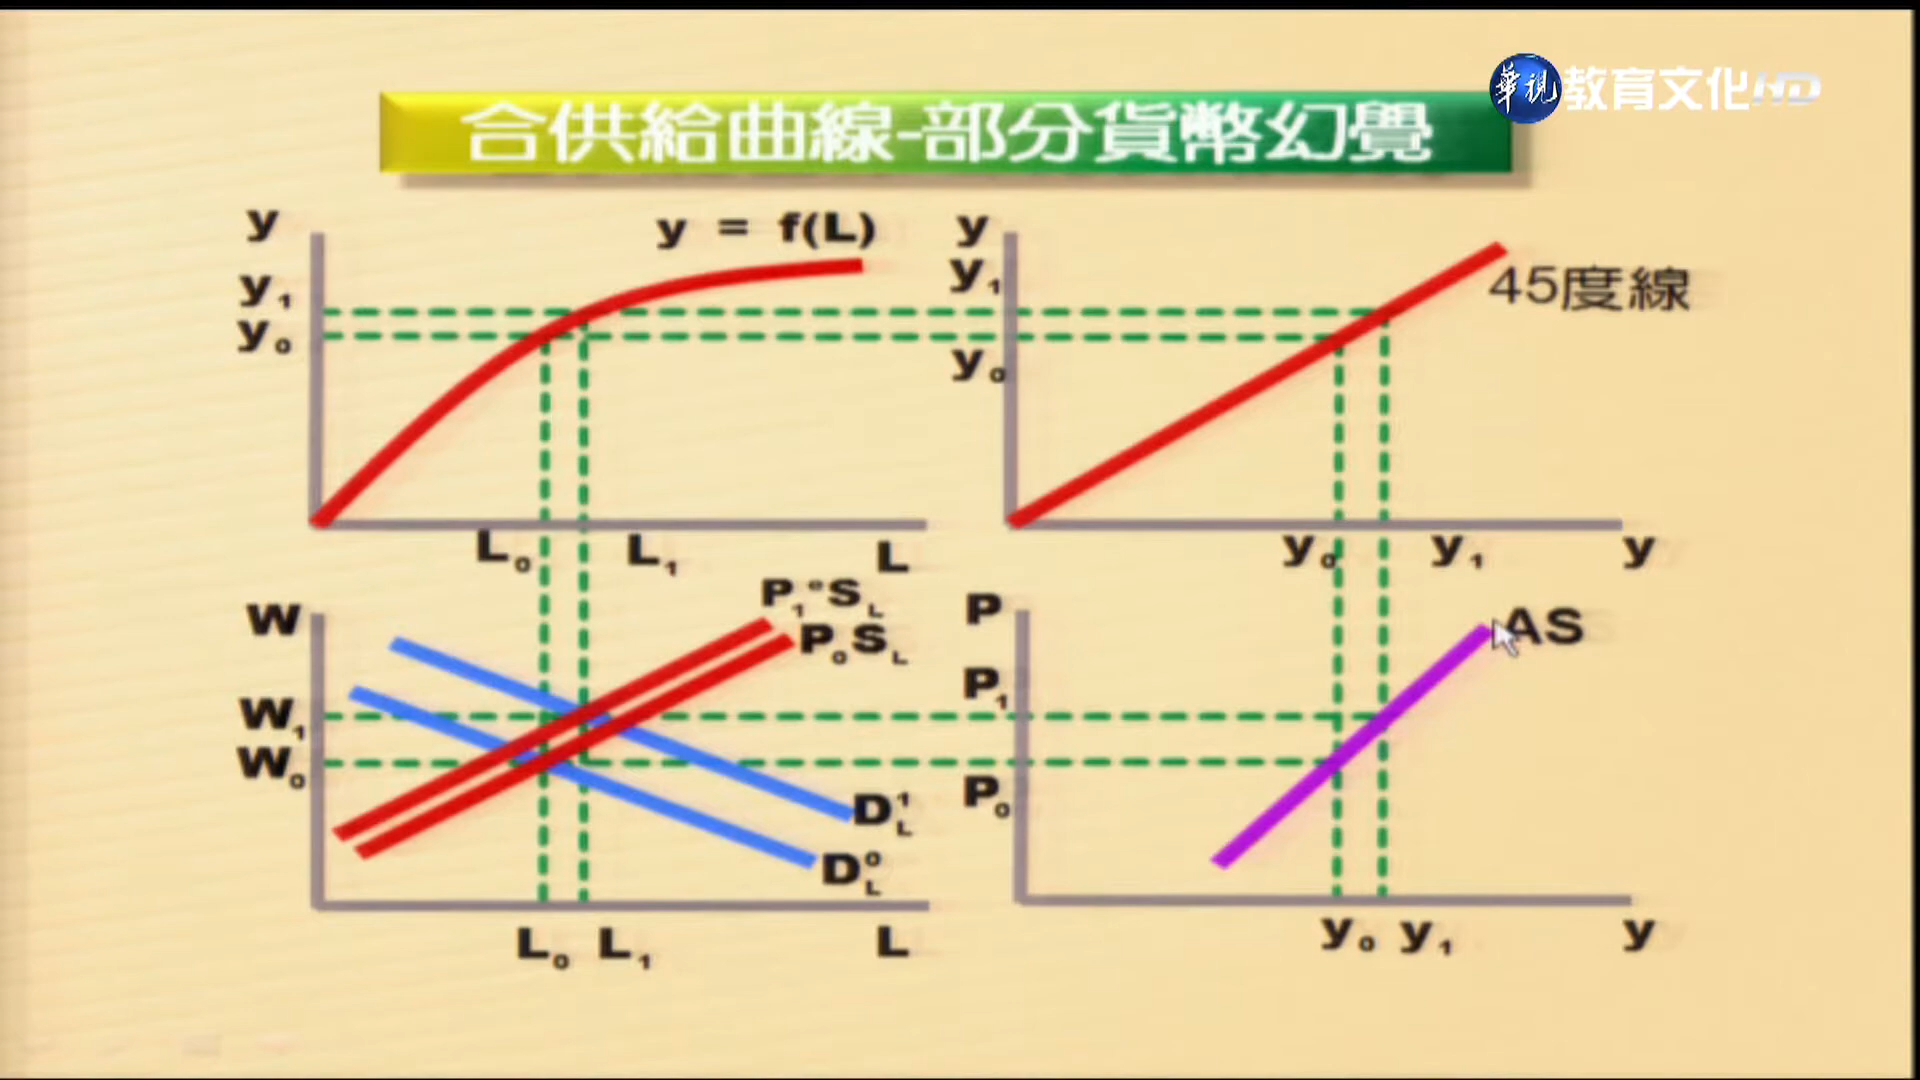 華視 教育文化HD
合供給曲線-部分貨幣幻覺
y
y = f(L)
y₁
y₀
L₀ L₁ L
y
y₁
y₀
45度線
y₀ y₁ y
W
W₁
W₀
P₁ᵉS_L
P₀S_L
D_L¹
D_L⁰
L₀ L₁ L
P
P₁
P₀
AS
y₀ y₁ y